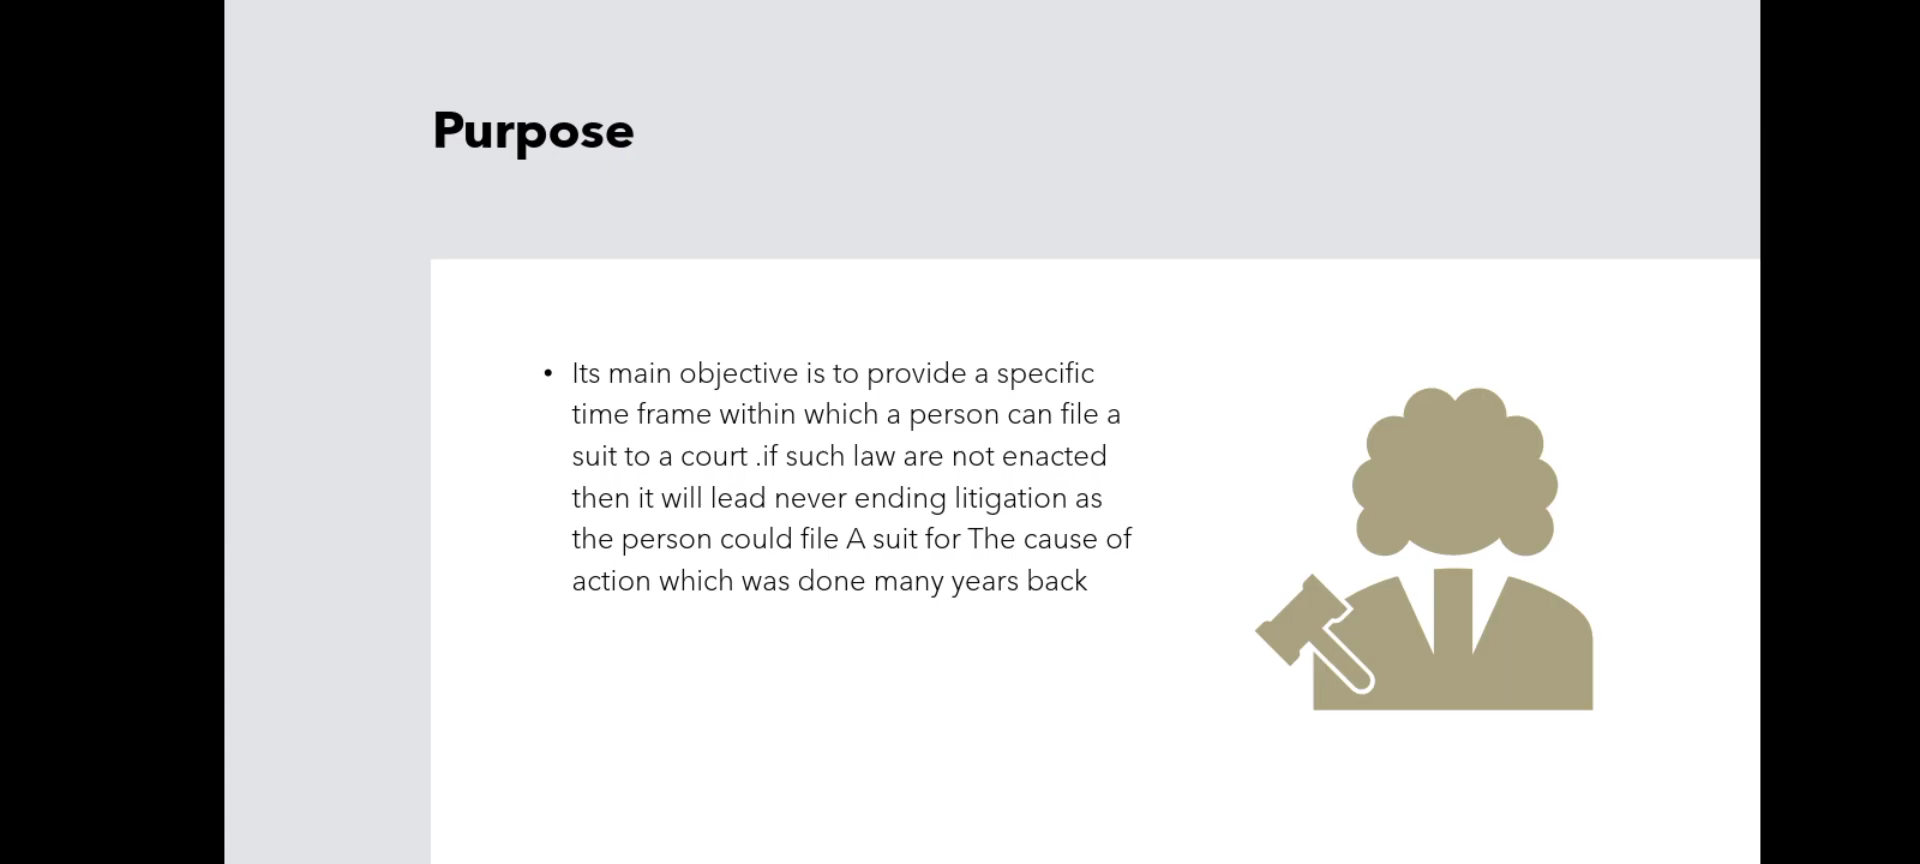 Purpose
• Its main objective is to provide a specific
time frame within which a person can file a
suit to a court .if such law are not enacted
then it will lead never ending litigation as
the person could file A suit for The cause of
action which was done many years back